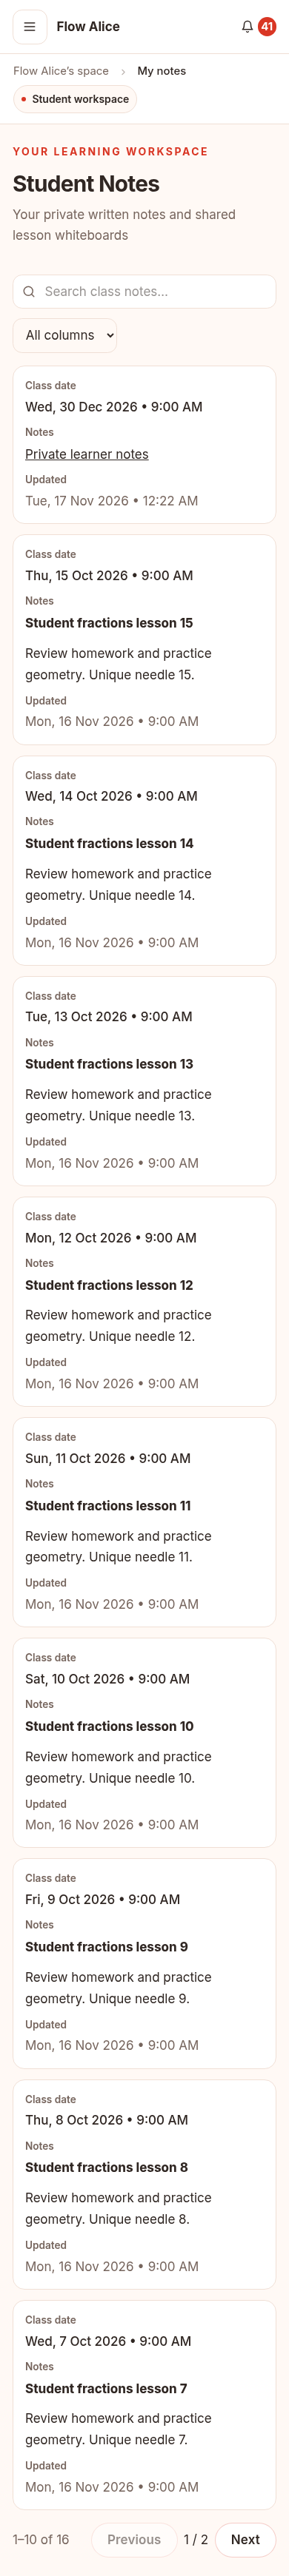 Flow Alice
41
Flow Alice's space > My notes
Student workspace
YOUR LEARNING WORKSPACE
Student Notes
Your private written notes and shared
lesson whiteboards
Search class notes...
All columns
Class date
Wed, 30 Dec 2026 • 9:00 AM
Notes
Private learner notes
Updated
Tue, 17 Nov 2026 • 12:22 AM
Class date
Thu, 15 Oct 2026 • 9:00 AM
Notes
Student fractions lesson 15
Review homework and practice
geometry. Unique needle 15.
Updated
Mon, 16 Nov 2026 • 9:00 AM
Class date
Wed, 14 Oct 2026 • 9:00 AM
Notes
Student fractions lesson 14
Review homework and practice
geometry. Unique needle 14.
Updated
Mon, 16 Nov 2026 • 9:00 AM
Class date
Tue, 13 Oct 2026 • 9:00 AM
Notes
Student fractions lesson 13
Review homework and practice
geometry. Unique needle 13.
Updated
Mon, 16 Nov 2026 • 9:00 AM
Class date
Mon, 12 Oct 2026 • 9:00 AM
Notes
Student fractions lesson 12
Review homework and practice
geometry. Unique needle 12.
Updated
Mon, 16 Nov 2026 • 9:00 AM
Class date
Sun, 11 Oct 2026 • 9:00 AM
Notes
Student fractions lesson 11
Review homework and practice
geometry. Unique needle 11.
Updated
Mon, 16 Nov 2026 • 9:00 AM
Class date
Sat, 10 Oct 2026 • 9:00 AM
Notes
Student fractions lesson 10
Review homework and practice
geometry. Unique needle 10.
Updated
Mon, 16 Nov 2026 • 9:00 AM
Class date
Fri, 9 Oct 2026 • 9:00 AM
Notes
Student fractions lesson 9
Review homework and practice
geometry. Unique needle 9.
Updated
Mon, 16 Nov 2026 • 9:00 AM
Class date
Thu, 8 Oct 2026 • 9:00 AM
Notes
Student fractions lesson 8
Review homework and practice
geometry. Unique needle 8.
Updated
Mon, 16 Nov 2026 • 9:00 AM
Class date
Wed, 7 Oct 2026 • 9:00 AM
Notes
Student fractions lesson 7
Review homework and practice
geometry. Unique needle 7.
Updated
Mon, 16 Nov 2026 • 9:00 AM
1–10 of 16 Previous 1 / 2 Next